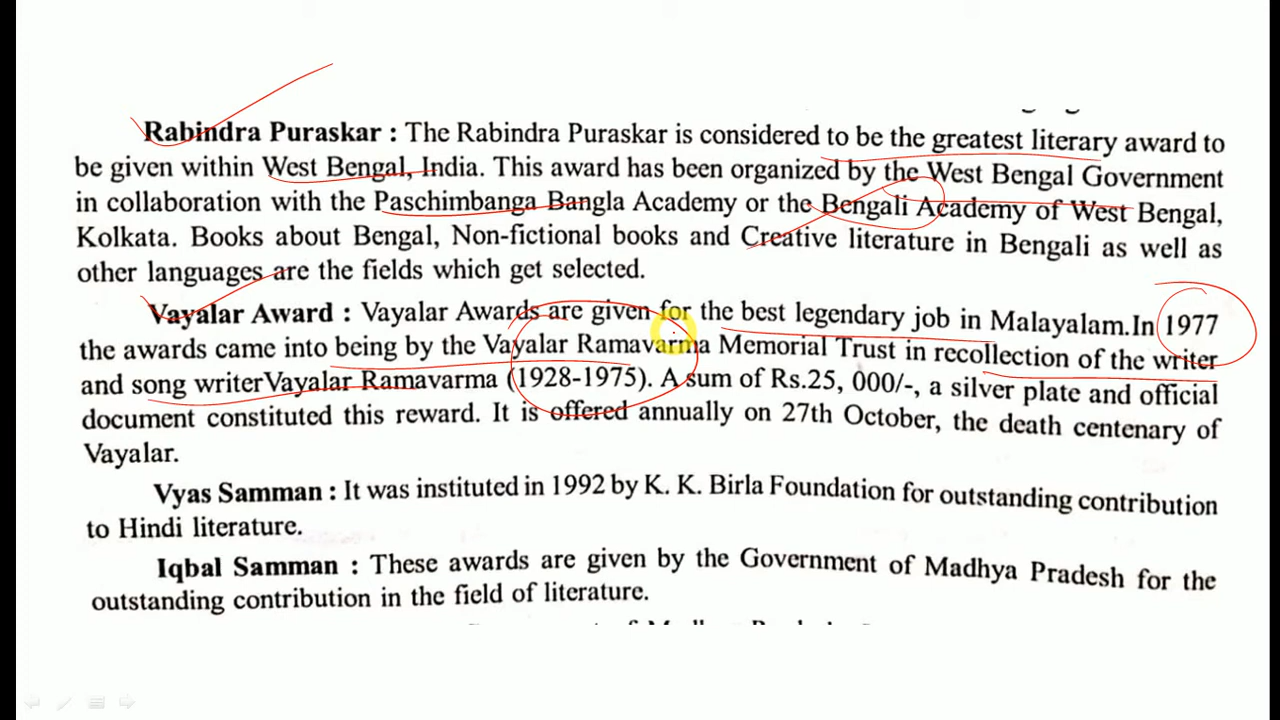 Rabindra Puraskar : The Rabindra Puraskar is considered to be the greatest literary award to
be given within West Bengal, India. This award has been organized by the West Bengal Government
in collaboration with the Paschimbanga Bangla Academy or the Bengali Academy of West Bengal,
Kolkata. Books about Bengal, Non-fictional books and Creative literature in Bengali as well as
other languages are the fields which get selected.
Vayalar Award : Vayalar Awards are given for the best legendary job in Malayalam.In 1977
the awards came into being by the Vayalar Ramavarma Memorial Trust in recollection of the writer
and song writerVayalar Ramavarma (1928-1975). A sum of Rs.25, 000/-, a silver plate and official
document constituted this reward. It is offered annually on 27th October, the death centenary of
Vayalar.
Vyas Samman : It was instituted in 1992 by K. K. Birla Foundation for outstanding contribution
to Hindi literature.
Iqbal Samman : These awards are given by the Government of Madhya Pradesh for the
outstanding contribution in the field of literature.